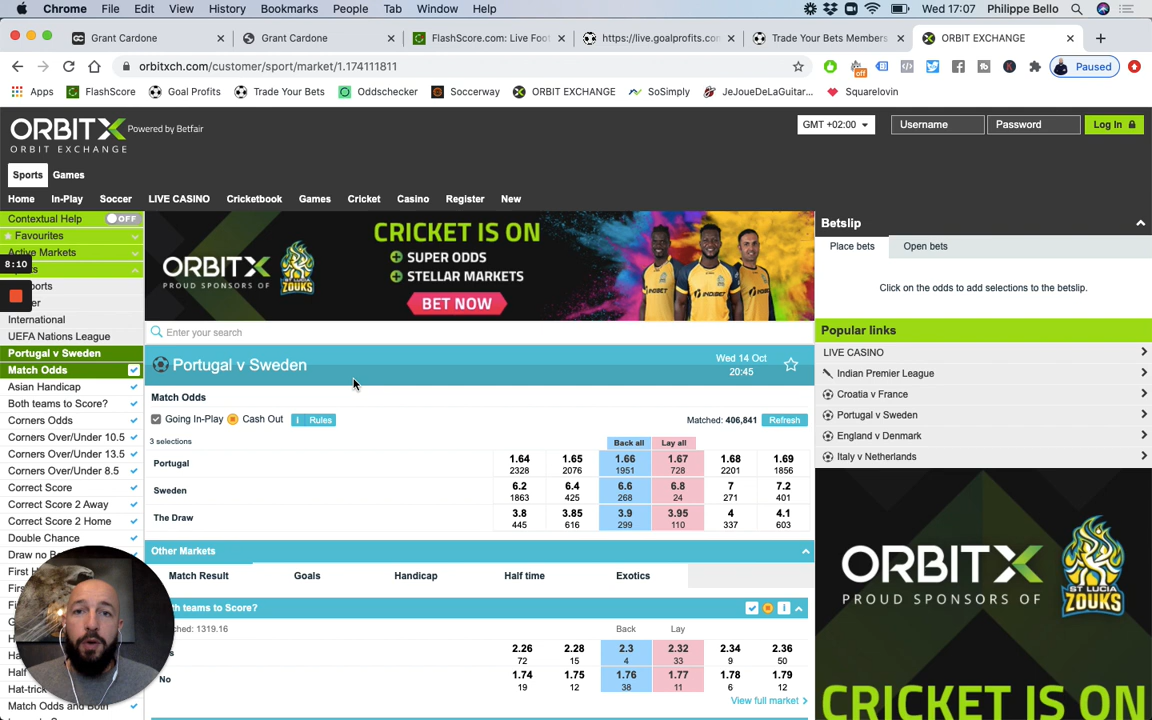 Chrome File Edit View History Bookmarks People Tab Window Help Wed 17:07 Philippe Bello
Grant Cardone Grant Cardone FlashScore.com: Live Foot https://live.goalprofits.com Trade Your Bets Members ORBIT EXCHANGE
orbitxch.com/customer/sport/market/1.174111811 off Paused
Apps FlashScore Goal Profits Trade Your Bets Oddschecker Soccerway ORBIT EXCHANGE SoSimply JeJoueDeLaGuitar... Squarelovin
ORBITX Powered by Betfair
ORBIT EXCHANGE
GMT +02:00 Username Password Log In
Sports Games
Home In-Play Soccer LIVE CASINO Cricketbook Games Cricket Casino Register New
Contextual Help OFF
Favourites
Active Markets
8:10
International
UEFA Nations League
Portugal v Sweden
Match Odds
Asian Handicap
Both teams to Score?
Corners Odds
Corners Over/Under 10.5
Corners Over/Under 13.5
Corners Over/Under 8.5
Correct Score
Correct Score 2 Away
Correct Score 2 Home
Double Chance
Match Odds and Both
ORBITX
PROUD SPONSORS OF
ZOUKS
CRICKET IS ON
SUPER ODDS
STELLAR MARKETS
BET NOW
Enter your search
Portugal v Sweden
Wed 14 Oct
20:45
Match Odds
Going In-Play Cash Out Rules Matched: 406,841 Refresh
3 selections Back all Lay all
Portugal 1.64 1.65 1.66 1.67 1.68 1.69
2328 2076 1951 728 2201 1856
Sweden 6.2 6.4 6.6 6.8 7 7.2
1863 425 268 24 271 401
The Draw 3.8 3.85 3.9 3.95 4 4.1
445 616 299 110 337 603
Other Markets
Match Result Goals Handicap Half time Exotics
teams to Score?
1319.16 Back Lay
2.26 2.28 2.3 2.32 2.34 2.36
72 15 4 33 9 50
No 1.74 1.75 1.76 1.77 1.78 1.79
19 12 38 11 6 12
View full market
Betslip
Place bets Open bets
Click on the odds to add selections to the betslip.
Popular links
LIVE CASINO
Indian Premier League
Croatia v France
Portugal v Sweden
England v Denmark
Italy v Netherlands
ORBITX
PROUD SPONSORS OF
ST LUCIA
ZOUKS
CRICKET IS ON